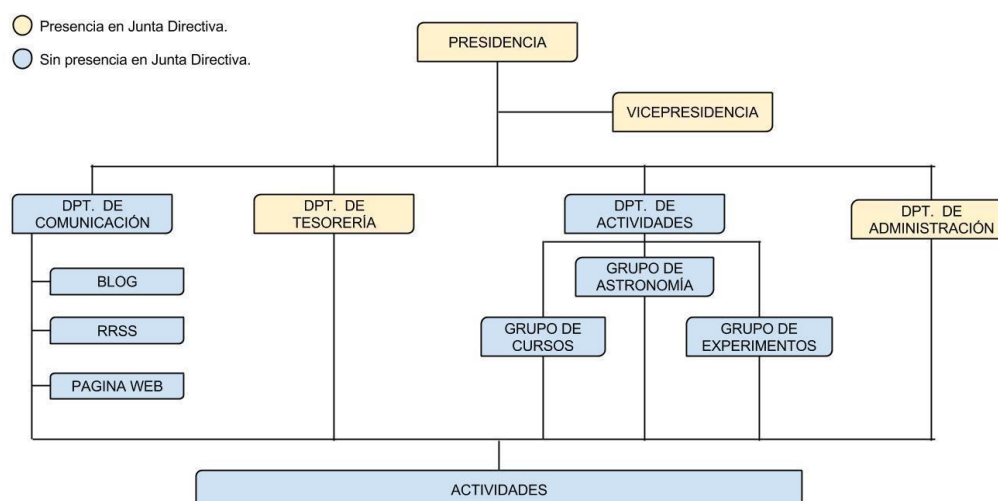 Presencia en Junta Directiva.
Sin presencia en Junta Directiva.
PRESIDENCIA
VICEPRESIDENCIA
DPT. DE
COMUNICACIÓN
DPT. DE
TESORERÍA
DPT. DE
ACTIVIDADES
DPT. DE
ADMINISTRACIÓN
BLOG
RRSS
PAGINA WEB
GRUPO DE
ASTRONOMÍA
GRUPO DE
CURSOS
GRUPO DE
EXPERIMENTOS
ACTIVIDADES